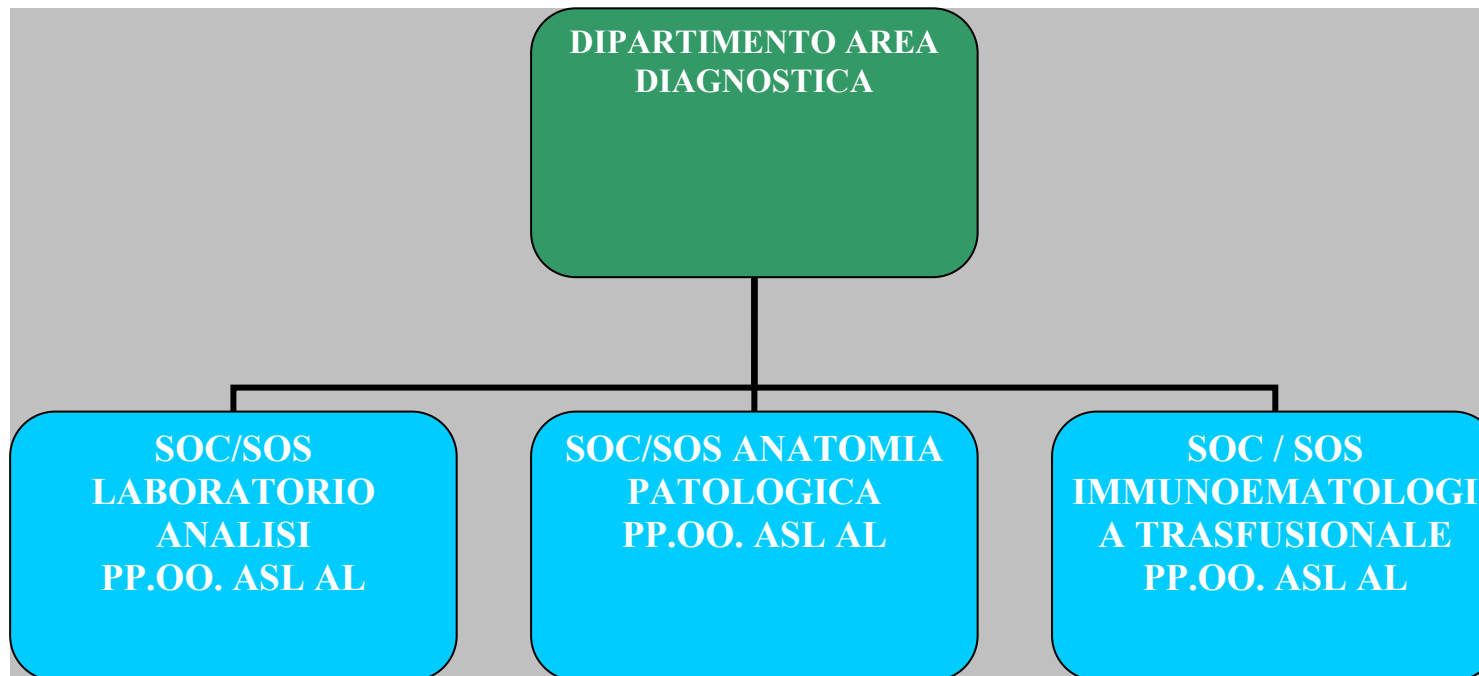 DIPARTIMENTO AREA
DIAGNOSTICA
SOC/SOS
LABORATORIO
ANALISI
PP.OO. ASL AL
SOC/SOS ANATOMIA
PATOLOGICA
PP.OO. ASL AL
SOC / SOS
IMMUNOEMATOLOGI
A TRASFUSIONALE
PP.OO. ASL AL